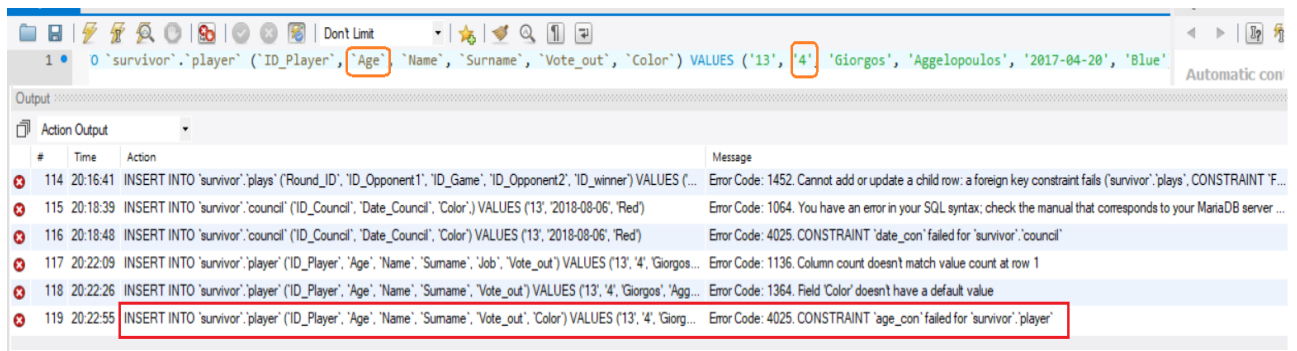 Don't Limit
1 O `survivor`.`player` (`ID_Player`, `Age`, `Name`, `Surname`, `Vote_out`, `Color`) VALUES ('13', '4', 'Giorgos', 'Aggelopoulos', '2017-04-20', 'Blue'
Automatic con
Output
Action Output
# Time Action Message
114 20:16:41 INSERT INTO `survivor`.`plays` (`Round_ID`, `ID_Opponent1`, `ID_Game`, `ID_Opponent2`, `ID_winner`) VALUES ('... Error Code: 1452. Cannot add or update a child row: a foreign key constraint fails (`survivor`.`plays`, CONSTRAINT `F...
115 20:18:39 INSERT INTO `survivor`.`council` (`ID_Council`, `Date_Council`, `Color`,) VALUES ('13', '2018-08-06', 'Red') Error Code: 1064. You have an error in your SQL syntax; check the manual that corresponds to your MariaDB server ...
116 20:18:48 INSERT INTO `survivor`.`council` (`ID_Council`, `Date_Council`, `Color`) VALUES ('13', '2018-08-06', 'Red') Error Code: 4025. CONSTRAINT `date_con` failed for `survivor`.`council`
117 20:22:09 INSERT INTO `survivor`.`player` (`ID_Player`, `Age`, `Name`, `Surname`, `Job`, `Vote_out`) VALUES ('13', '4', 'Giorgos... Error Code: 1136. Column count doesn't match value count at row 1
118 20:22:26 INSERT INTO `survivor`.`player` (`ID_Player`, `Age`, `Name`, `Surname`, `Vote_out`) VALUES ('13', '4', 'Giorgos', 'Agg... Error Code: 1364. Field 'Color' doesn't have a default value
119 20:22:55 INSERT INTO `survivor`.`player` (`ID_Player`, `Age`, `Name`, `Surname`, `Vote_out`, `Color`) VALUES ('13', '4', 'Giorg... Error Code: 4025. CONSTRAINT `age_con` failed for `survivor`.`player`